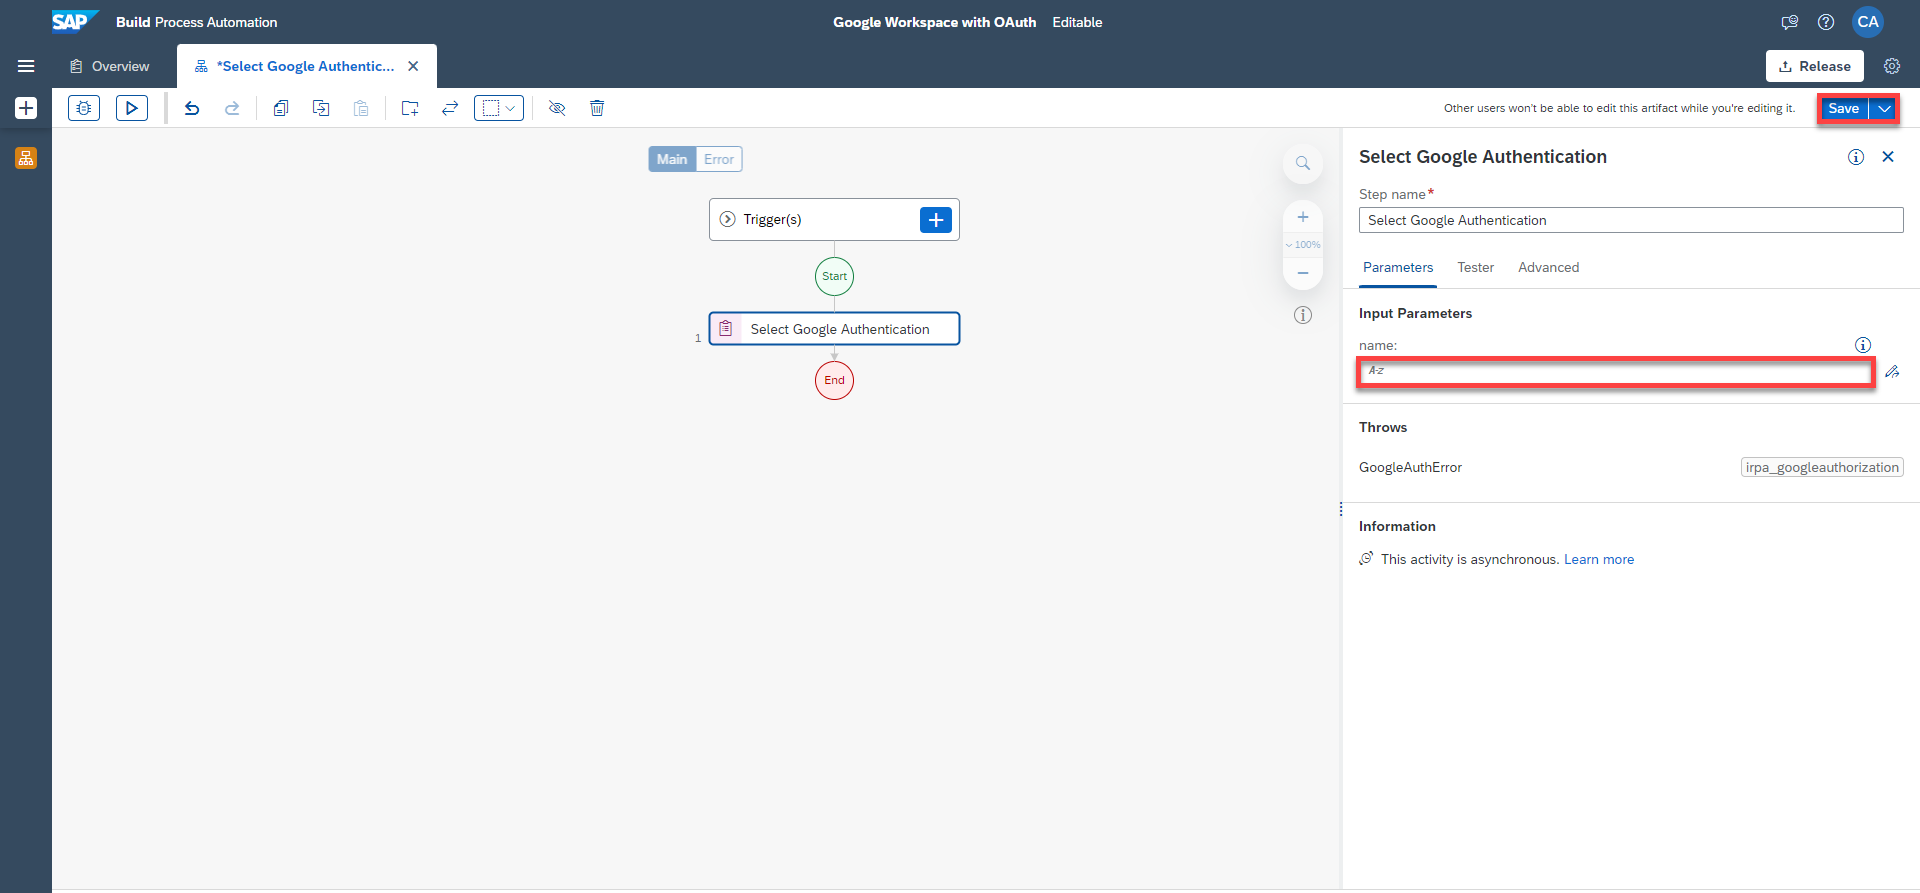 SAP Build Process Automation
Google Workspace with OAuth Editable
CA
Overview
*Select Google Authentic...
Release
Other users won't be able to edit this artifact while you're editing it.
Save
Main Error
Trigger(s)
Start
1
Select Google Authentication
End
100%
Select Google Authentication
Step name*
Select Google Authentication
Parameters Tester Advanced
Input Parameters
name:
A-z
Throws
GoogleAuthError irpa_googleauthorization
Information
This activity is asynchronous. Learn more